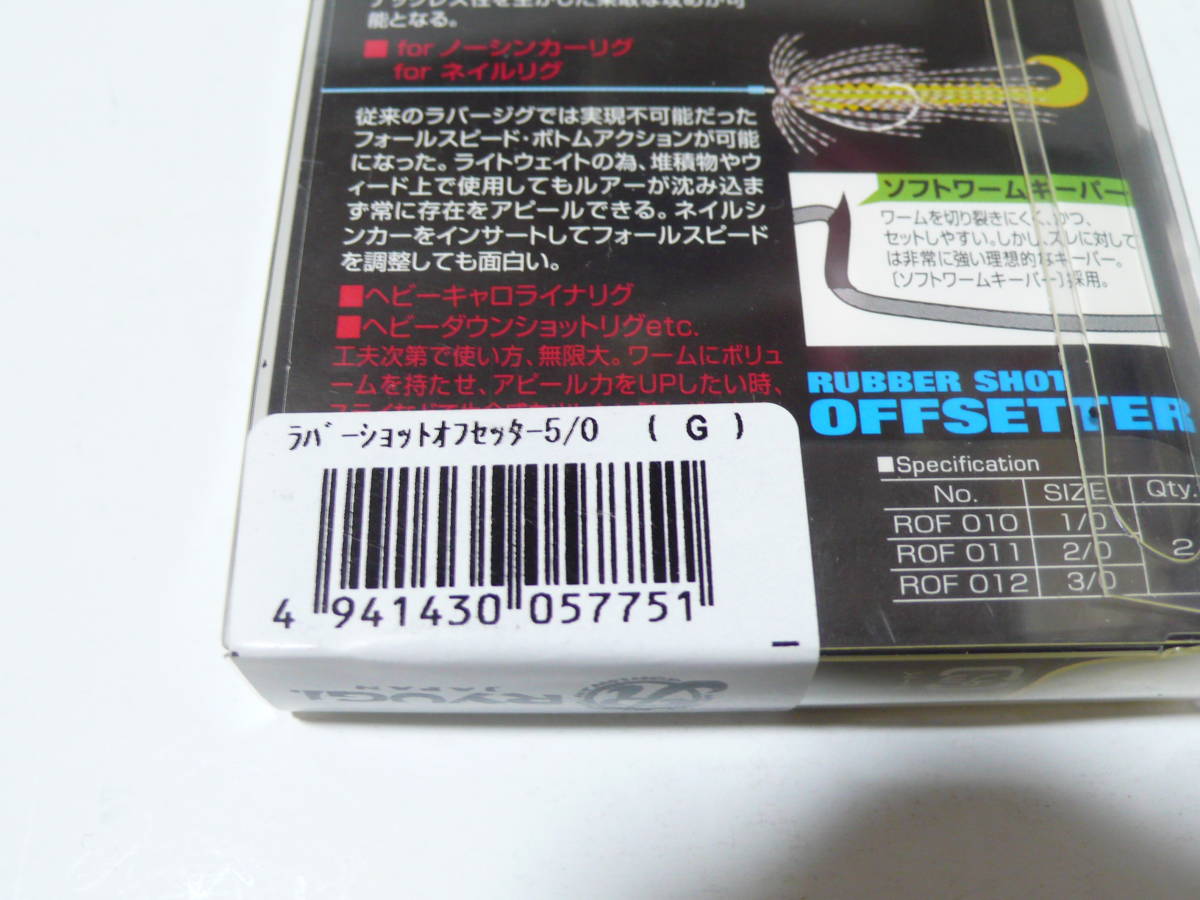 能となる。
■ for ノーシンカーリグ
for ネイルリグ
従来のラバージグでは実現不可能だった
フォールスピード・ボトムアクションが可能
になった。ライトウェイトの為、堆積物やウ
ィード上で使用してもルアーが沈み込ま
ず常に存在をアピールできる。ネイルシ
ンカーをインサートしてフォールスピード
を調整しても面白い。
■ヘビーキャロライナリグ
■ヘビーダウンショットリグetc.
工夫次第で使い方、無限大。ワームにボリュ
ームを持たせ、アピール力をUPしたい時、
ソフトワームキーパー
ワームを切り裂きにくく、かつ、
セットしやすい。しかし、ズレに対して
は非常に強い理想的なキーパー。
〔ソフトワームキーパー〕採用。
RUBBER SHOT
OFFSETTER
■Specification
No. SIZE Qty.
ROF 010 1/0
ROF 011 2/0 2
ROF 012 3/0
ﾗﾊﾞｰｼｮｯﾄｵﾌｾｯﾀｰ5/0 ( G )
4 941430 057751
RYUGI
JAPAN